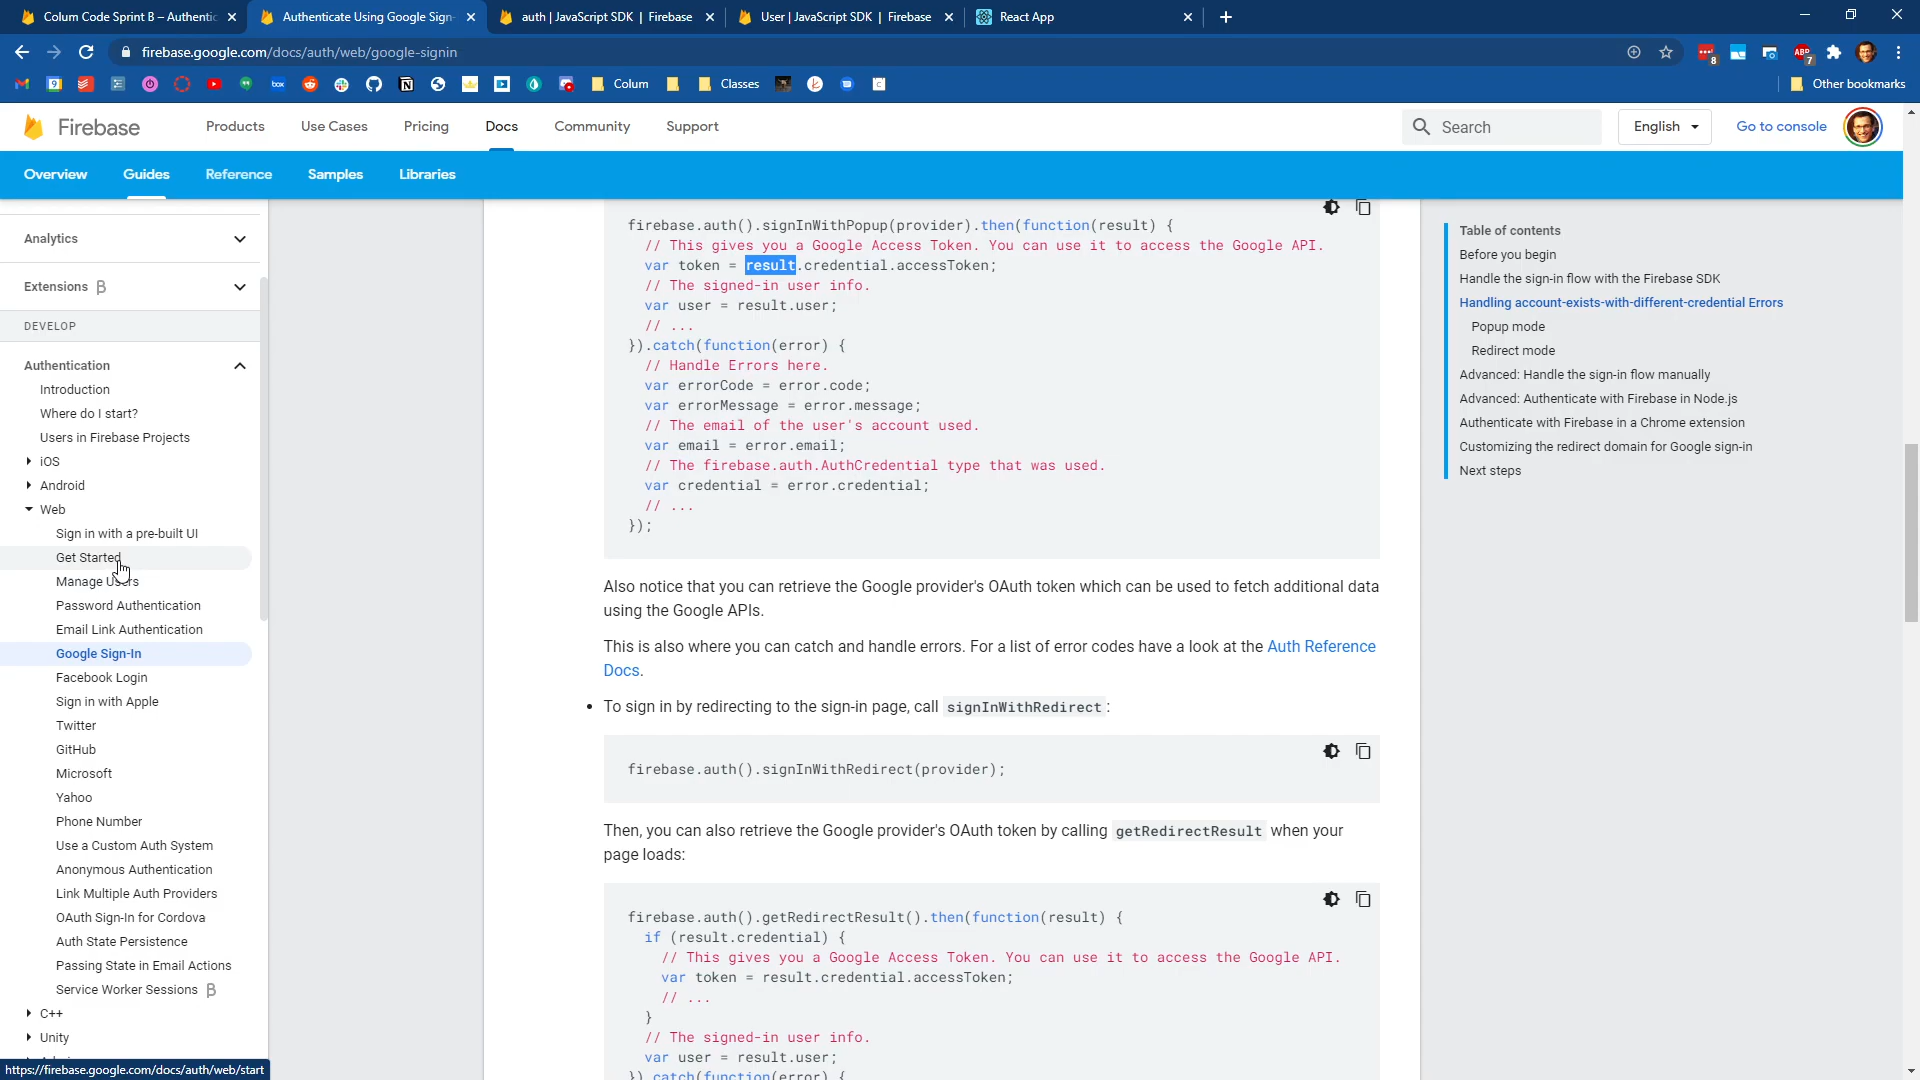 Colum Code Sprint B – Authentic
Authenticate Using Google Sign-
auth | JavaScript SDK | Firebase
User | JavaScript SDK | Firebase
React App
firebase.google.com/docs/auth/web/google-signin
8
ABP
7
box
Colum
Classes
Other bookmarks
Firebase
Products
Use Cases
Pricing
Docs
Community
Support
Search
English
Go to console
Overview
Guides
Reference
Samples
Libraries
Analytics
Extensions β
DEVELOP
Authentication
Introduction
Where do I start?
Users in Firebase Projects
iOS
Android
Web
Sign in with a pre-built UI
Get Started
Manage Users
Password Authentication
Email Link Authentication
Google Sign-In
Facebook Login
Sign in with Apple
Twitter
GitHub
Microsoft
Yahoo
Phone Number
Use a Custom Auth System
Anonymous Authentication
Link Multiple Auth Providers
OAuth Sign-In for Cordova
Auth State Persistence
Passing State in Email Actions
Service Worker Sessions β
C++
Unity
https://firebase.google.com/docs/auth/web/start
firebase.auth().signInWithPopup(provider).then(function(result) {
// This gives you a Google Access Token. You can use it to access the Google API.
var token = result.credential.accessToken;
// The signed-in user info.
var user = result.user;
// ...
}).catch(function(error) {
// Handle Errors here.
var errorCode = error.code;
var errorMessage = error.message;
// The email of the user's account used.
var email = error.email;
// The firebase.auth.AuthCredential type that was used.
var credential = error.credential;
// ...
});
Also notice that you can retrieve the Google provider's OAuth token which can be used to fetch additional data
using the Google APIs.
This is also where you can catch and handle errors. For a list of error codes have a look at the Auth Reference
Docs.
• To sign in by redirecting to the sign-in page, call signInWithRedirect :
firebase.auth().signInWithRedirect(provider);
Then, you can also retrieve the Google provider's OAuth token by calling getRedirectResult when your
page loads:
firebase.auth().getRedirectResult().then(function(result) {
if (result.credential) {
// This gives you a Google Access Token. You can use it to access the Google API.
var token = result.credential.accessToken;
// ...
}
// The signed-in user info.
var user = result.user;
}).catch(function(error) {
Table of contents
Before you begin
Handle the sign-in flow with the Firebase SDK
Handling account-exists-with-different-credential Errors
Popup mode
Redirect mode
Advanced: Handle the sign-in flow manually
Advanced: Authenticate with Firebase in Node.js
Authenticate with Firebase in a Chrome extension
Customizing the redirect domain for Google sign-in
Next steps